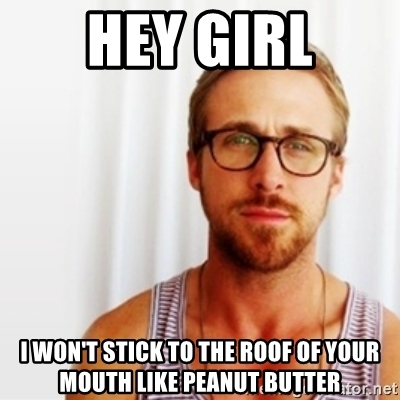 HEY GIRL
I WON'T STICK TO THE ROOF OF YOUR
MOUTH LIKE PEANUT BUTTER